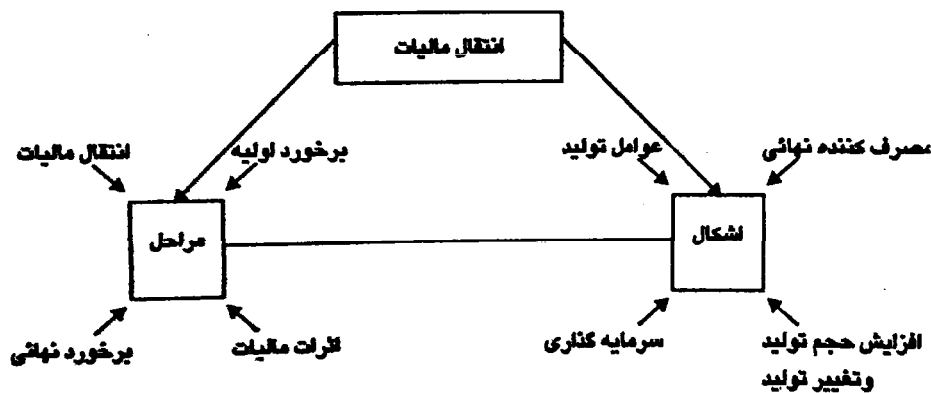 انتقال مالیات
مصرف کننده نهائی
عوامل تولید
برخورد اولیه
انتقال مالیات
اشکال
مراحل
افزایش حجم تولید
وتغییر تولید
سرمایه گذاری
اثرات مالیات
برخورد نهائی